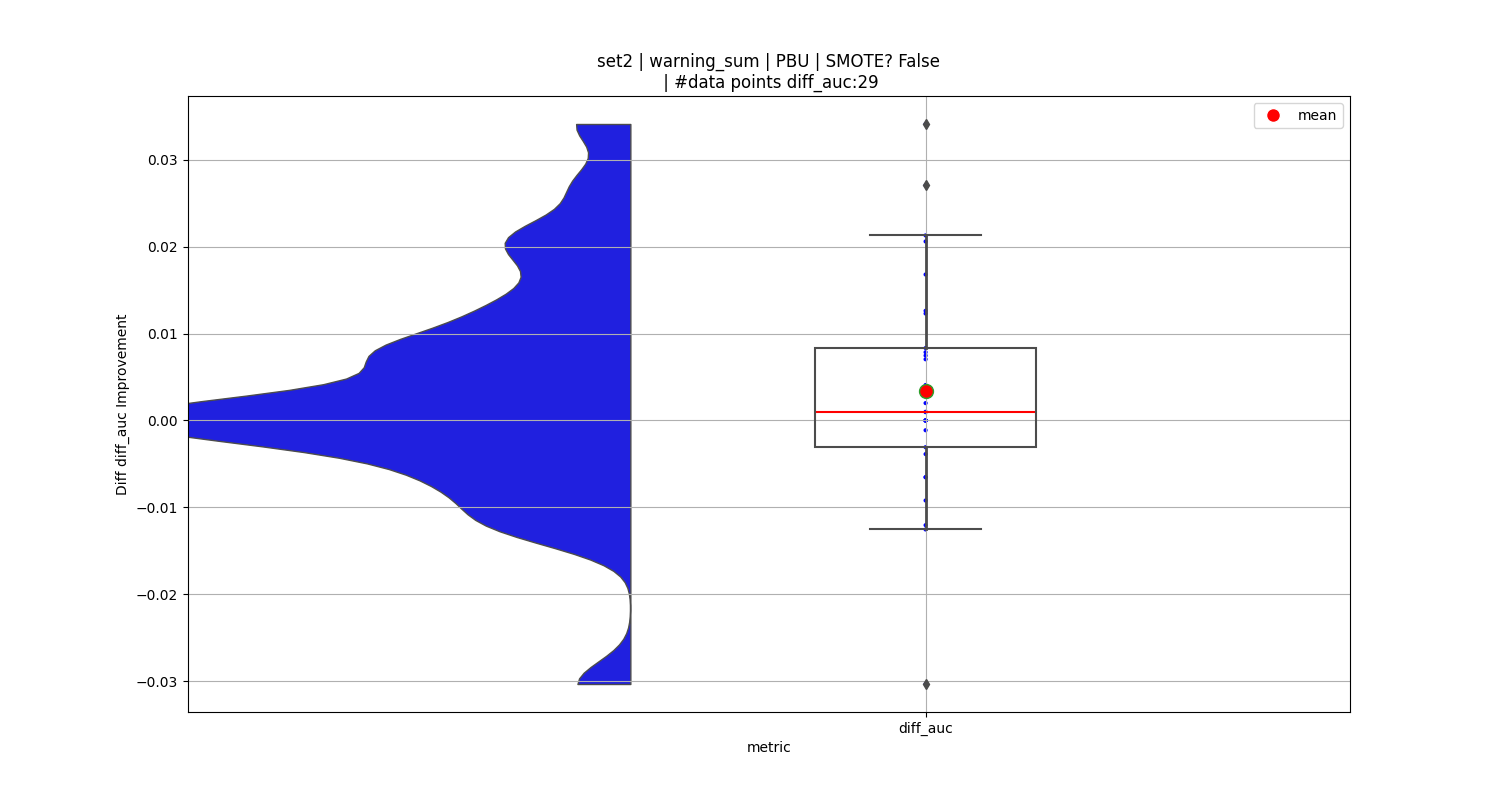 set2 | warning_sum | PBU | SMOTE? False
| #data points diff_auc:29
mean
0.03
0.02
0.01
0.00
−0.01
−0.02
−0.03
Diff diff_auc Improvement
diff_auc
metric